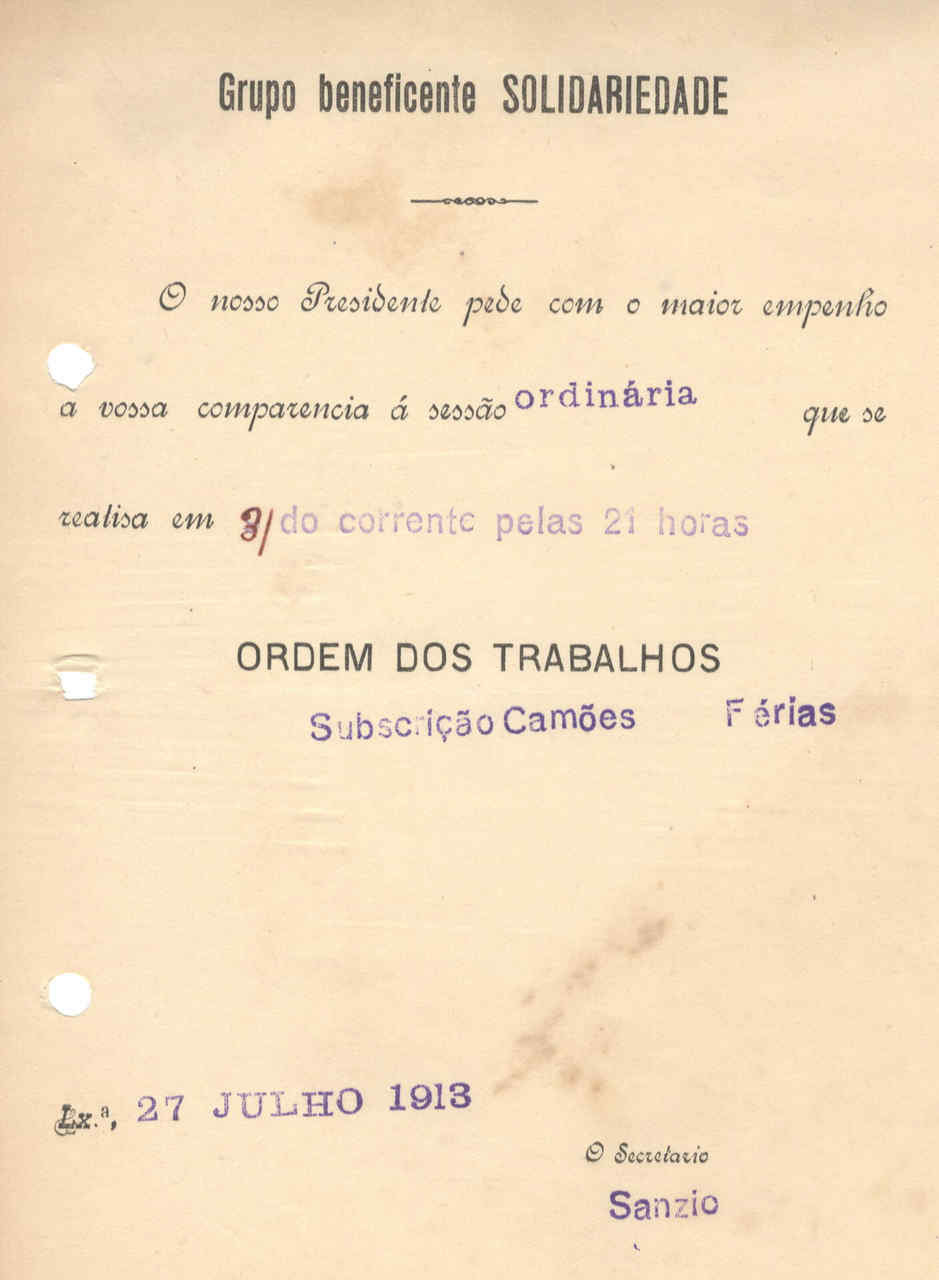 Grupo beneficente SOLIDARIEDADE
O nosso Presidente pede com o maior empenho
a vossa comparencia á sessão ordinária que se
realisa em do corrente pelas 21 horas
ORDEM DOS TRABALHOS
Subscrição Camões Férias
Lx.ª, 27 JULHO 1913
O Secretario
Sanzio